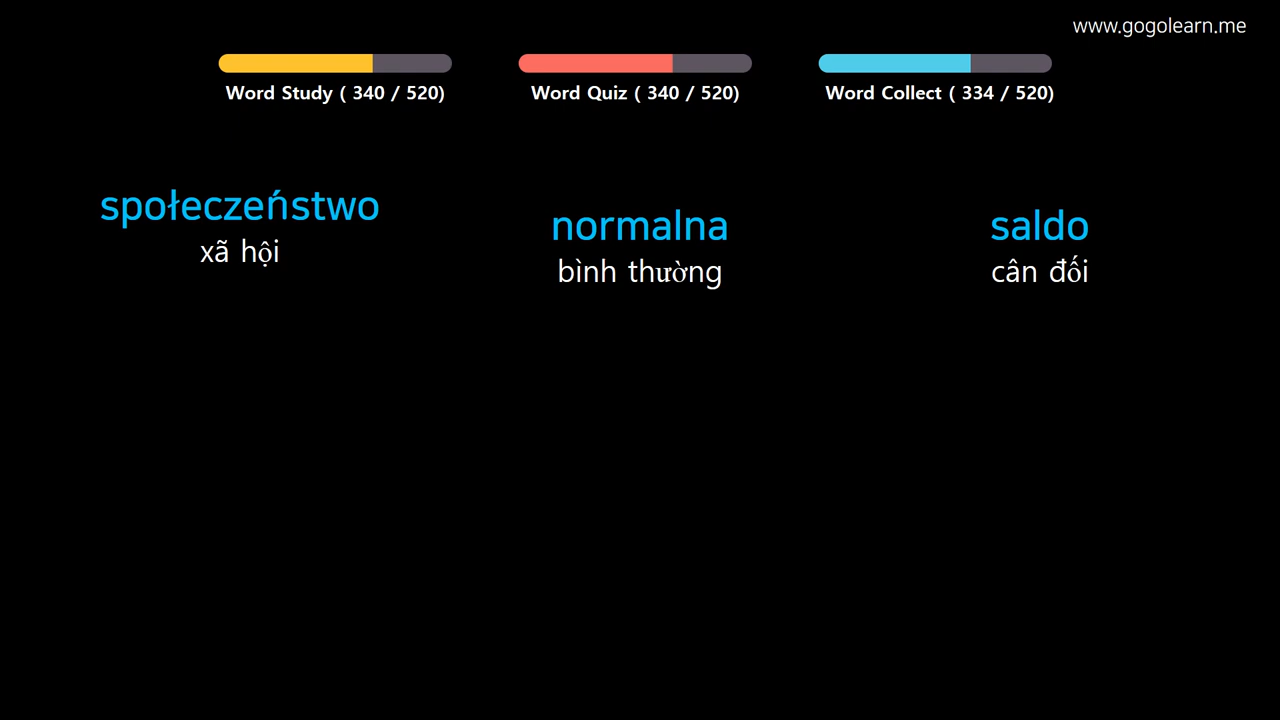 www.gogolearn.me
Word Study ( 340 / 520)
Word Quiz ( 340 / 520)
Word Collect ( 334 / 520)
społeczeństwo
xã hội
normalna
bình thường
saldo
cân đối